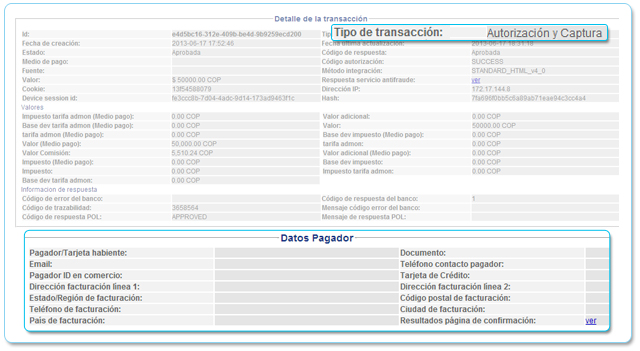 Detalle de la transacción
Tipo de transacción: Autorización y Captura
Id: e4d5bc16-312e-409b-be4d-9b9259ecd200
Fecha de creación: 2013-06-17 17:52:46 Fecha última actualización: 2013-06-17 18:31:18
Estado: Aprobada Código de respuesta: Aprobada
Medio de pago: Código autorización: SUCCESS
Fuente: Método integración: STANDARD_HTML_v4_0
Valor: $ 50000.00 COP Respuesta servicio antifraude: ver
Cookie: 13f54588079 Dirección IP: 172.17.144.8
Device session id: fe3ccc8b-7d04-4adc-9d14-173ad9463f1c Hash: 7fa696f0bb5c6a89ab71eae94c3cc4a4
Valores
Impuesto tarifa admon (Medio pago): 0.00 COP Valor adicional: 0.00 COP
Base dev tarifa admon (Medio pago): 0.00 COP Valor: 50000.00 COP
tarifa admon (Medio pago): 0.00 COP Base dev impuesto (Medio pago): 0.00 COP
Valor (Medio pago): 50,000.00 COP tarifa admon: 0.00 COP
Valor Comisión: 5,510.24 COP Valor adicional (Medio pago): 0.00 COP
Impuesto (Medio pago): 0.00 COP Base dev impuesto: 0.00 COP
Impuesto: 0.00 COP Impuesto tarifa admon: 0.00 COP
Base dev tarifa admon: 0.00 COP
Información de respuesta
Código de error del banco: Código de respuesta del banco: 1
Código de trazabilidad: 3658564 Mensaje código error del banco:
Código de respuesta POL: APPROVED Mensaje de respuesta POL:
Datos Pagador
Pagador/Tarjeta habiente: Documento:
Email: Teléfono contacto pagador:
Pagador ID en comercio: Tarjeta de Crédito:
Dirección facturación línea 1: Dirección facturación línea 2:
Estado/Región de facturación: Código postal de facturación:
Teléfono de facturación: Ciudad de facturación:
País de facturación: Resultados página de confirmación: ver